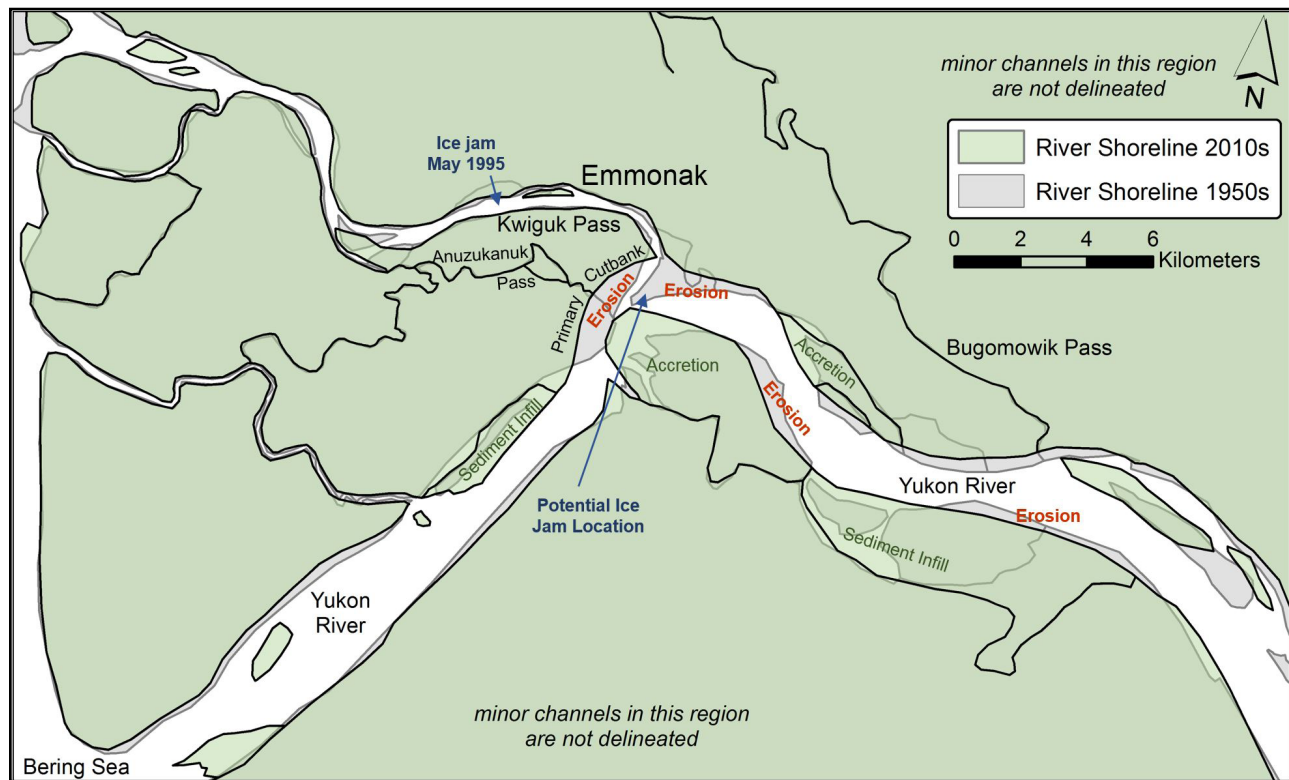 minor channels in this region
are not delineated
N
River Shoreline 2010s
River Shoreline 1950s
0 2 4 6
Kilometers
Ice jam
May 1995
Emmonak
Kwiguk Pass
Anuzukanuk
Pass
Primary
Cutbank
Erosion
Erosion
Accretion
Accretion
Bugomowik Pass
Erosion
Sediment Infill
Potential Ice
Jam Location
Yukon River
Erosion
Sediment Infill
Yukon
River
minor channels in this region
are not delineated
Bering Sea